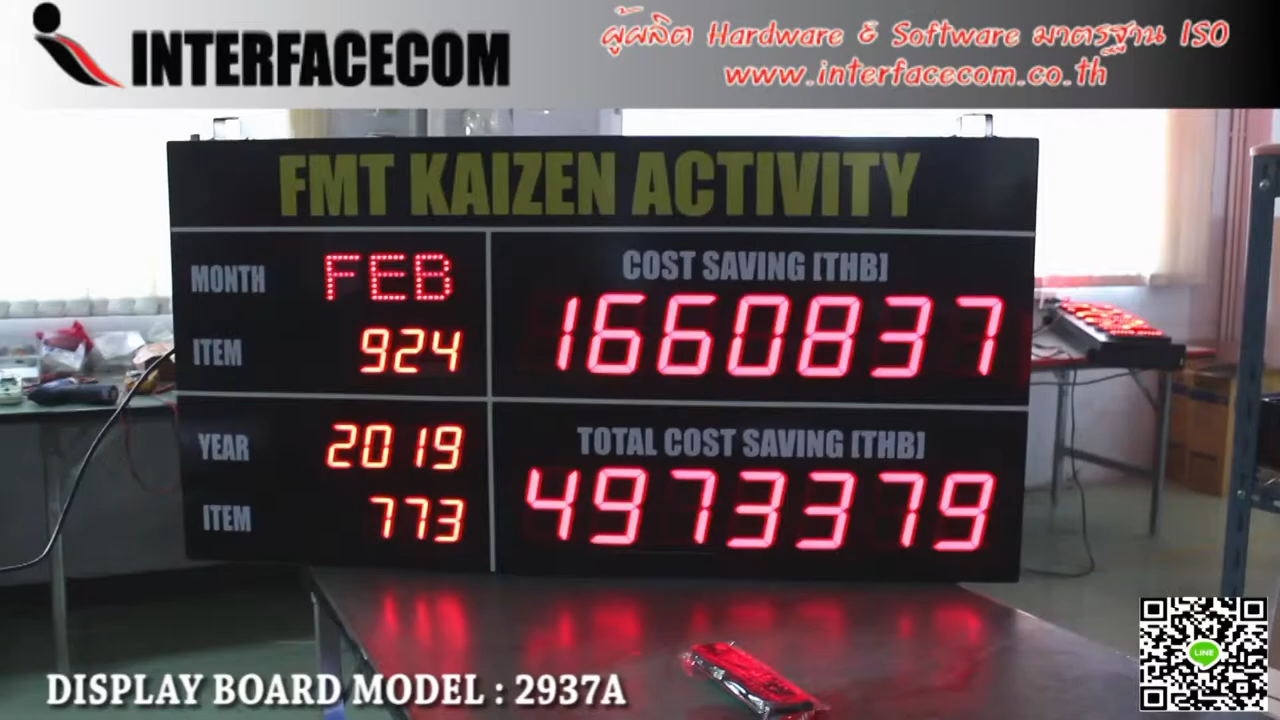 INTERFACECOM
ผู้ผลิต Hardware & Software มาตรฐาน ISO
www.interfacecom.co.th
FMT KAIZEN ACTIVITY
MONTH FEB
ITEM 924
COST SAVING [THB]
1660837
YEAR 2019
ITEM 773
TOTAL COST SAVING [THB]
4973379
LINE
DISPLAY BOARD MODEL : 2937A